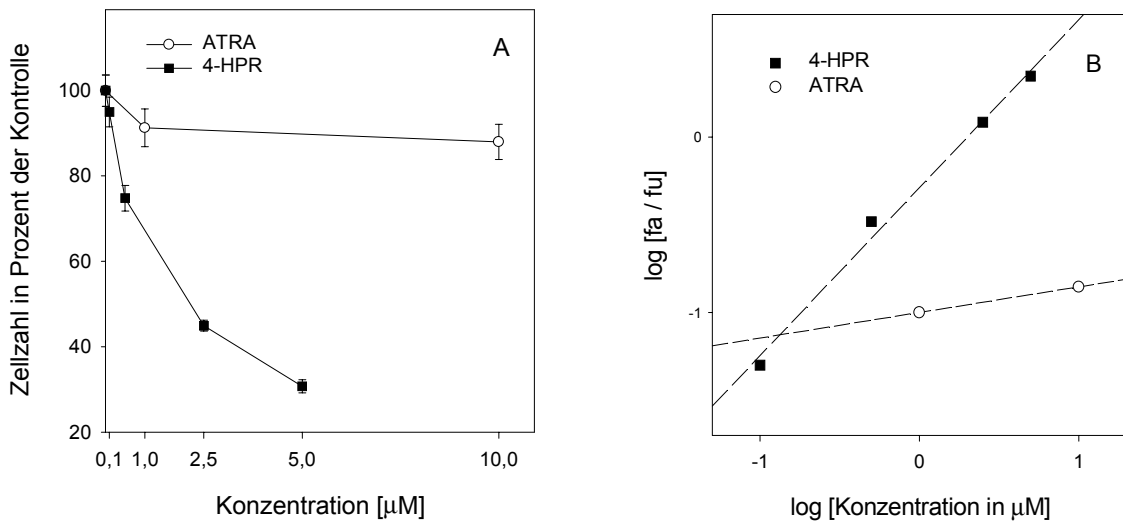 ATRA
4-HPR
A
Zellzahl in Prozent der Kontrolle
100
80
60
40
20
0,1
1,0
2,5
5,0
10,0
Konzentration [µM]
4-HPR
ATRA
B
log [fa / fu]
0
-1
-1
0
1
log [Konzentration in µM]